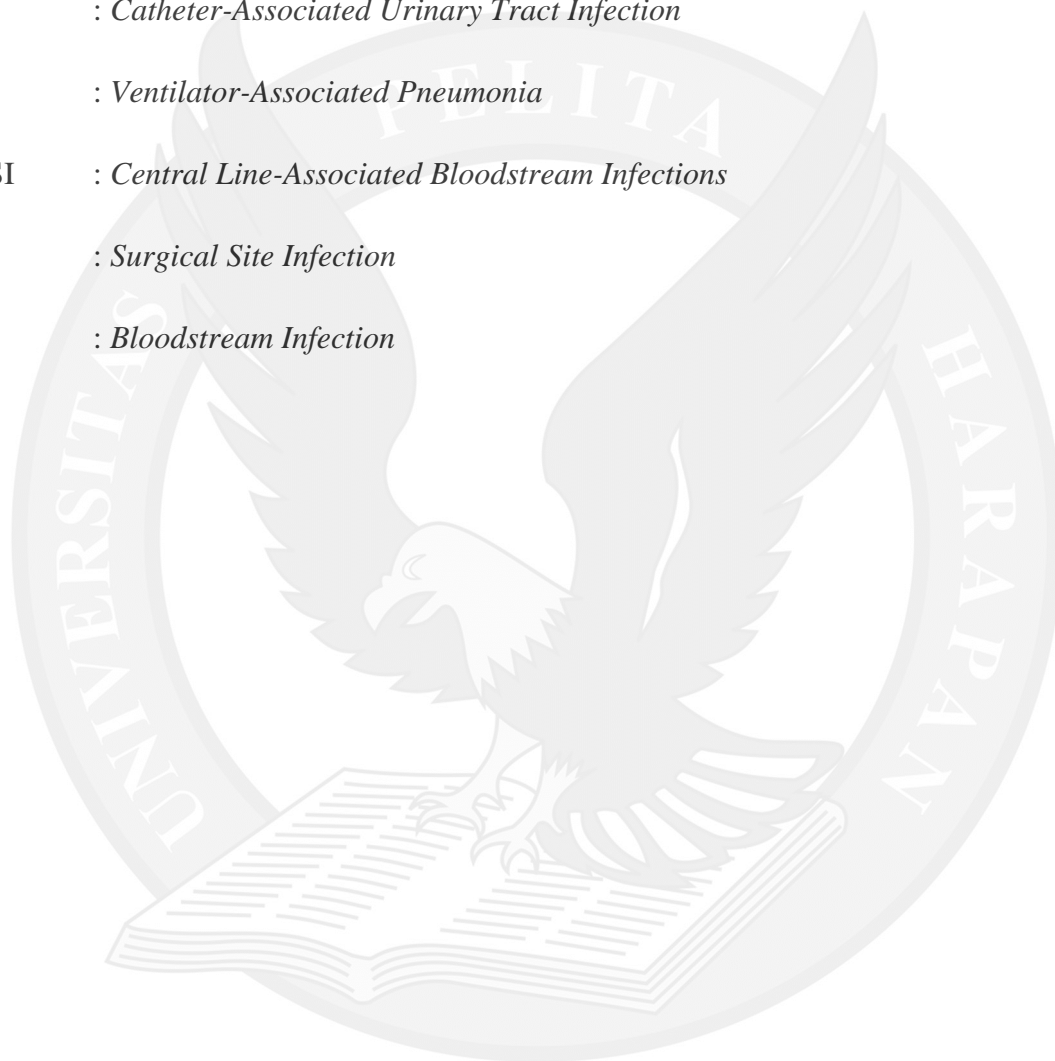 : Catheter-Associated Urinary Tract Infection
: Ventilator-Associated Pneumonia
SI : Central Line-Associated Bloodstream Infections
: Surgical Site Infection
: Bloodstream Infection
UNIVERSITAS PELITA HARAPAN